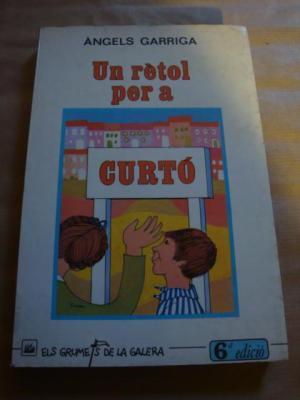 ÀNGELS GARRIGA
Un rètol
per a
CURTÓ
ELS GRUMETS DE LA GALERA
6ª edició